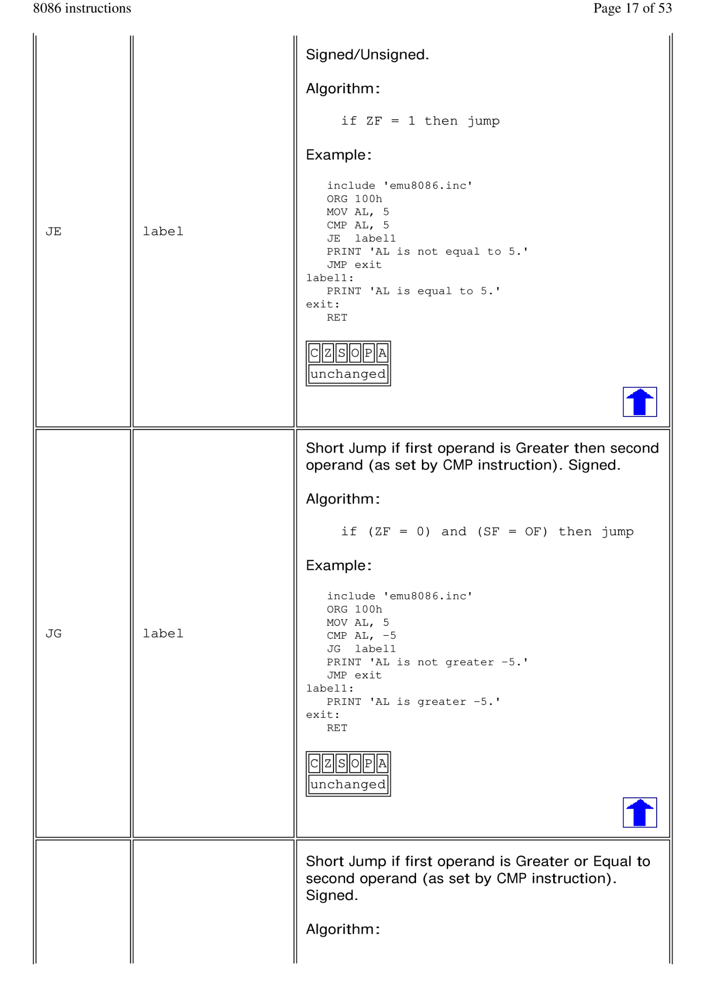 8086 instructions
Page 17 of 53
Signed/Unsigned.
Algorithm:
if ZF = 1 then jump
Example:
include 'emu8086.inc'
ORG 100h
MOV AL, 5
CMP AL, 5
JE label1
PRINT 'AL is not equal to 5.'
JMP exit
label1:
PRINT 'AL is equal to 5.'
exit:
RET
JE
label
C Z S O P A
unchanged
Short Jump if first operand is Greater then second
operand (as set by CMP instruction). Signed.
Algorithm:
if (ZF = 0) and (SF = OF) then jump
Example:
include 'emu8086.inc'
ORG 100h
MOV AL, 5
CMP AL, -5
JG label1
PRINT 'AL is not greater -5.'
JMP exit
label1:
PRINT 'AL is greater -5.'
exit:
RET
JG
label
C Z S O P A
unchanged
Short Jump if first operand is Greater or Equal to
second operand (as set by CMP instruction).
Signed.
Algorithm: